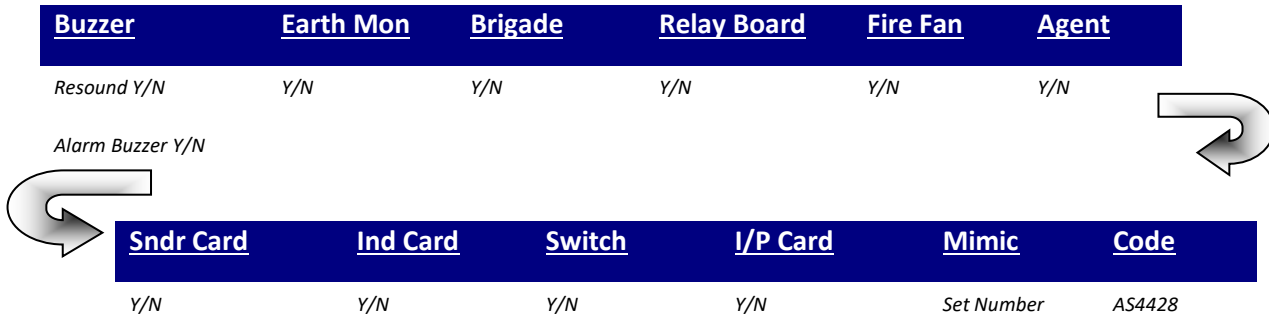 Buzzer Earth Mon Brigade Relay Board Fire Fan Agent
Resound Y/N Y/N Y/N Y/N Y/N Y/N
Alarm Buzzer Y/N
Sndr Card Ind Card Switch I/P Card Mimic Code
Y/N Y/N Y/N Y/N Set Number AS4428